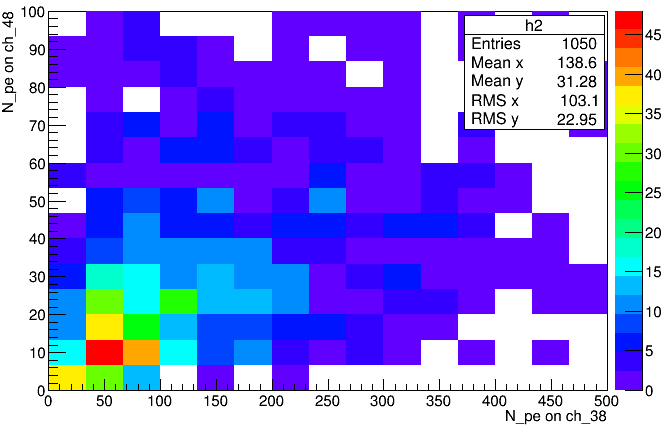 N_pe on ch_48
100
90
80
70
60
50
40
30
20
10
0
h2
Entries 1050
Mean x 138.6
Mean y 31.28
RMS x 103.1
RMS y 22.95
45
40
35
30
25
20
15
10
5
0
0 50 100 150 200 250 300 350 400 450 500
N_pe on ch_38